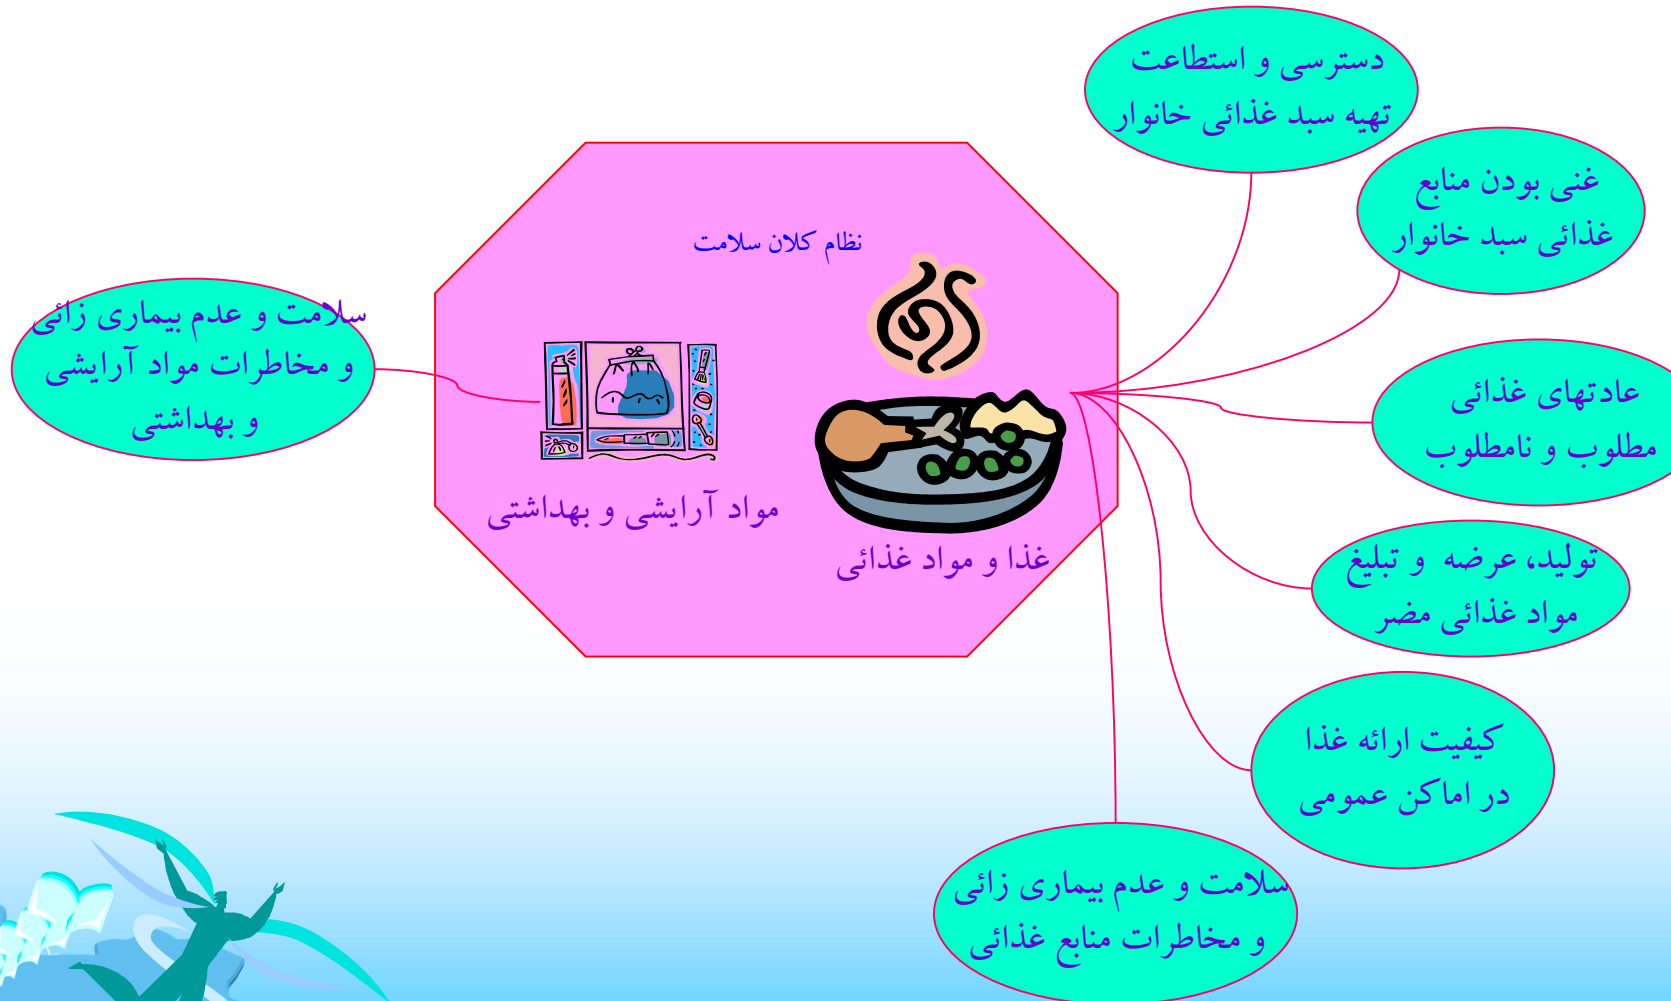 دسترسی و استطاعت
تهیه سبد غذائی خانوار
غنی بودن منابع
غذائی سبد خانوار
نظام کلان سلامت
سلامت و عدم بیماری زائی
و مخاطرات مواد آرایشی
و بهداشتی
عادتهای غذائی
مطلوب و نامطلوب
مواد آرایشی و بهداشتی
غذا و مواد غذائی
تولید، عرضه و تبلیغ
مواد غذائی مضر
کیفیت ارائه غذا
در اماکن عمومی
سلامت و عدم بیماری زائی
و مخاطرات منابع غذائی